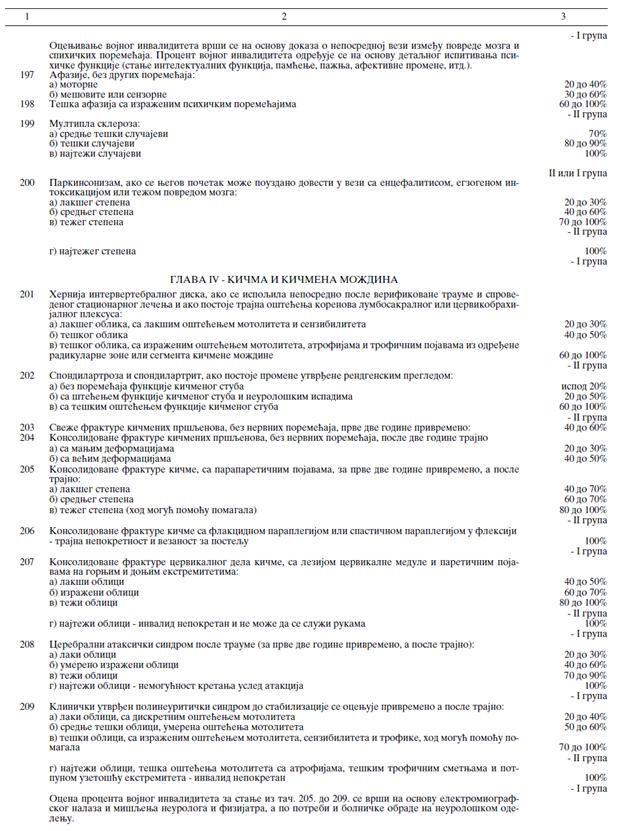 1 2 3
- I група
Оцењивање војног инвалидитета врши се на основу доказа о непосредној вези између повреде мозга и
спихичких поремећаја. Процент војног инвалидитета одређује се на основу детаљног испитивања пси-
хичке функције (стање интелектуалних функција, памћење, пажња, афективне промене, итд.).
197 Афазије, без других поремећаја:
а) моторне 20 до 40%
б) мешовите или сензорне 30 до 60%
198 Тешка афазија са израженим психичким поремећајима 60 до 100%
- II група
199 Мултипла склероза:
а) средње тешки случајеви 70%
б) тешки случајеви 80 до 90%
в) најтежи случајеви 100%
II или I група
200 Паркинсонизам, ако се његов почетак може поуздано довести у вези са енцефалитисом, егзогеном ин-
токсикацијом или тежом повредом мозга:
а) лакшег степена 20 до 30%
б) средњег степена 40 до 60%
в) тежег степена 70 до 100%
- II група
г) најтежег степена 100%
- I група
ГЛАВА IV - КИЧМА И КИЧМЕНА МОЖДИНА
201 Хернија интервертебралног диска, ако се испољила непосредно после верификоване трауме и спрове-
деног стационарног лечења и ако постоје трајна оштећења коренова лумбосакралног или цервикобрахи-
јалног плексуса:
а) лакшег облика, са лакшим оштећењем мотолитета и сензибилитета 20 до 30%
б) тешког облика 40 до 50%
в) тешког облика, са израженим оштећењем мотолитета, атрофијама и трофичним појавама из одређене
радикуларне зоне или сегмента кичмене мождине 60 до 100%
- II група
202 Спондилартроза и спондилартрит, ако постоје промене утврђене рендгенским прегледом:
а) без поремећаја функције кичменог стуба испод 20%
б) са штећењем функције кичменог стуба и неуролошким испадима 20 до 50%
в) са тешким оштећењем функције кичменог стуба 60 до 100%
- II група
203 Свеже фрактуре кичмених пршљенова, без нервних поремећаја, прве две године привремено: 40 до 60%
204 Консолидоване фрактуре кичмених пршљенова, без нервних поремећаја, после две године трајно
а) са мањим деформацијама 20 до 30%
б) са већим деформацијама 40 до 50%
205 Консолидоване фрактуре кичме, са парапаретичним појавама, за прве две године привремено, а после
трајно:
а) лакшег степена 40 до 70%
б) средњег степена 60 до 70%
в) тежег степена (ход могућ помоћу помагала) 80 до 100%
- II група
206 Консолидоване фрактуре кичме са флакцидном параплегијом или спастичном параплегијом у флексији
- трајна непокретност и везаност за постељу 100%
- I група
207 Консолидоване фрактуре цервикалног дела кичме, са лезијом цервикалне медуле и паретичним поја-
вама на горњим и доњим екстремитетима:
а) лакши облици 40 до 50%
б) изражени облици 60 до 70%
в) тежи облици 80 до 100%
- II група
г) најтежи облици - инвалид непокретан и не може да се служи рукама 100%
- I група
208 Церебрални атаксички синдром после трауме (за прве две године привремено, а после трајно):
а) лаки облици 20 до 30%
б) умерено изражени облици 40 до 60%
в) тежи облици 70 до 90%
г) најтежи облици - немогућност кретања услед атакција 100%
- I група
209 Клинички утврђен полинеуритички синдром до стабилизације се оцењује привремено а после трајно:
а) лаки облици, са дискретним оштећењем мотолитета 20 до 40%
б) средње тешки облици, умерена оштећења мотолитета 50 до 60%
в) тешки облици, са израженим оштећењем мотолитета, сензибилитета и трофике, ход могућ помоћу по-
магала 70 до 100%
- II група
г) најтежи облици, тешка оштећења мотолитета са атрофијама, тешким трофичним сметњама и пот-
пуном узетошћу екстремитета - инвалид непокретан 100%
- I група
Оцена процента војног инвалидитета за стање из тач. 205. до 209. се врши на основу електромиограф-
ског налаза и мишљења неуролога и физијатра, а по потреби и болничке обраде на неуролошком оде-
лењу.